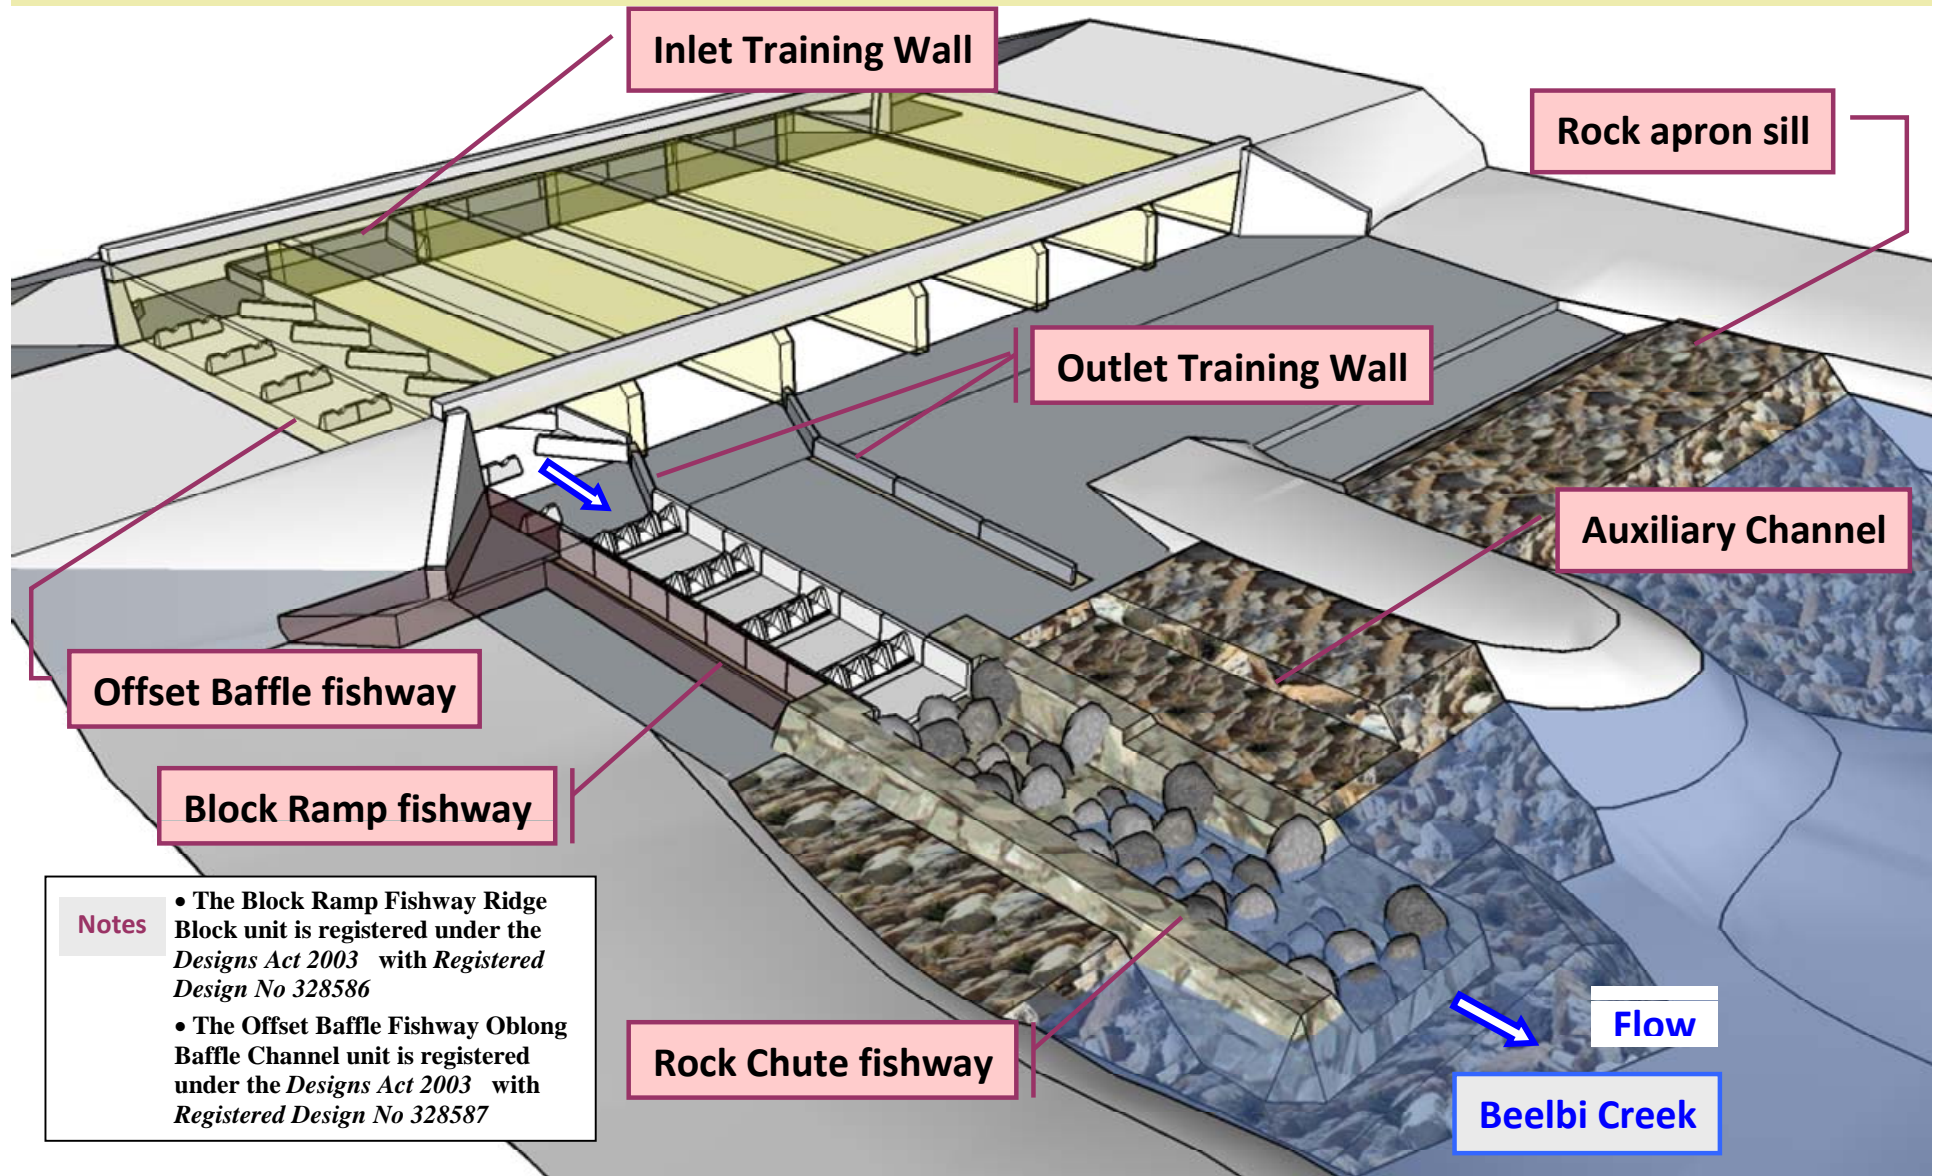 Inlet Training Wall
Rock apron sill
Outlet Training Wall
Auxiliary Channel
Offset Baffle fishway
Block Ramp fishway
Notes
• The Block Ramp Fishway Ridge
Block unit is registered under the
Designs Act 2003 with Registered
Design No 328586
• The Offset Baffle Fishway Oblong
Baffle Channel unit is registered
under the Designs Act 2003 with
Registered Design No 328587
Rock Chute fishway
Flow
Beelbi Creek